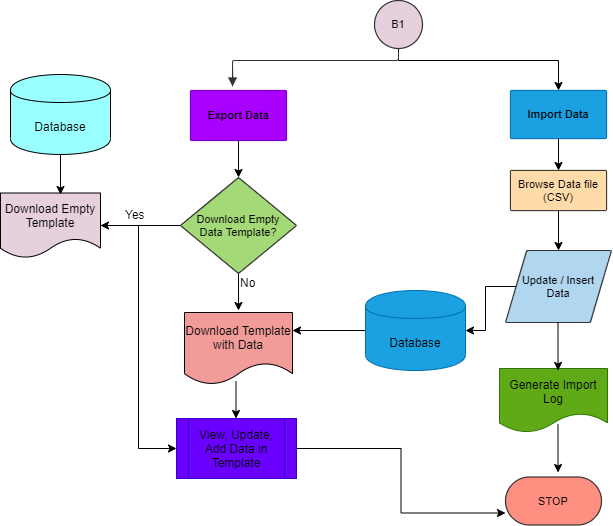 B1
Export Data
Import Data
Database
Browse Data file
(CSV)
Download Empty
Template
Yes
Download Empty
Data Template?
No
Update / Insert
Data
Download Template
with Data
Database
Generate Import
Log
View, Update,
Add Data in
Template
STOP